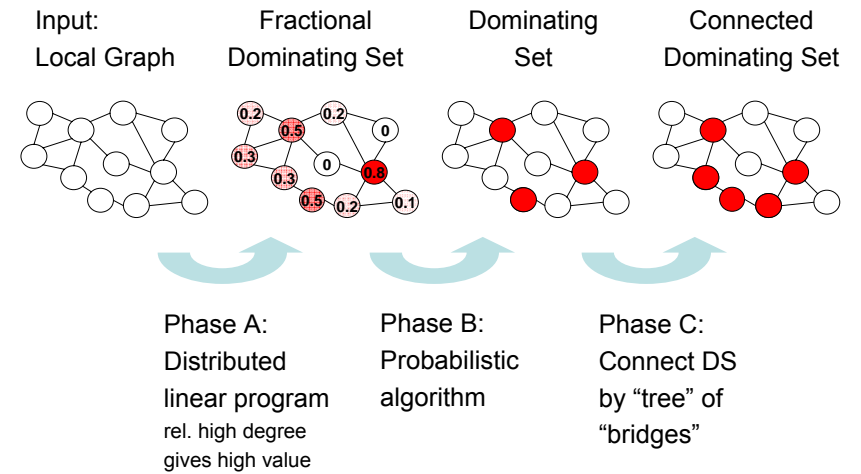 Input:
Local Graph
Fractional
Dominating Set
Dominating
Set
Connected
Dominating Set
0.2
0.2
0.5
0
0.3
0
0.8
0.3
0.5
0.2
0.1
Phase A:
Distributed
linear program
rel. high degree
gives high value
Phase B:
Probabilistic
algorithm
Phase C:
Connect DS
by “tree” of
“bridges”